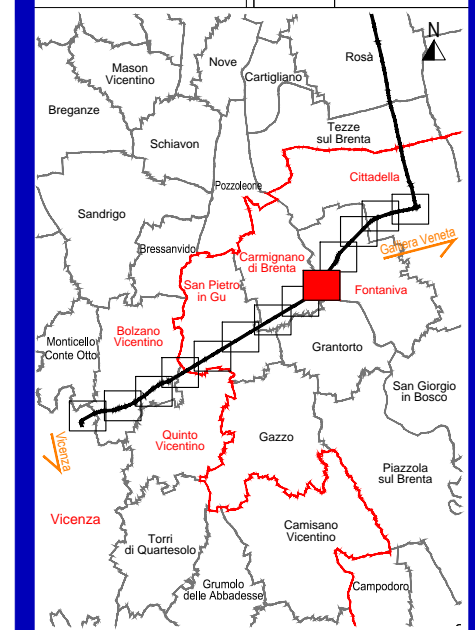 N
Nove
Rosà
Mason
Vicentino
Cartigliano
Breganze
Tezze
sul Brenta
Schiavon
Cittadella
Pozzoleone
Sandrigo
Bressanvido
Galliera Veneta
Carmignano
di Brenta
San Pietro
in Gu
Fontaniva
Bolzano
Vicentino
Monticello
Conte Otto
Grantorto
San Giorgio
in Bosco
Quinto
Vicentino
Gazzo
Vicenza
Piazzola
sul Brenta
Vicenza
Camisano
Vicentino
Torri
di Quartesolo
Grumolo
delle Abbadesse
Campodoro